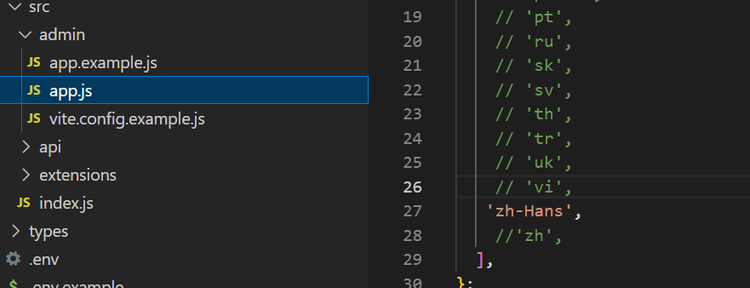 src
admin
JS app.example.js
JS app.js
JS vite.config.example.js
api
extensions
JS index.js
types
.env
$ .env.example
19 // 'pt',
20 // 'ru',
21 // 'sk',
22 // 'sv',
23 // 'th',
24 // 'tr',
25 // 'uk',
26 // 'vi',
27 'zh-Hans',
28 //'zh',
29 ],
30 };